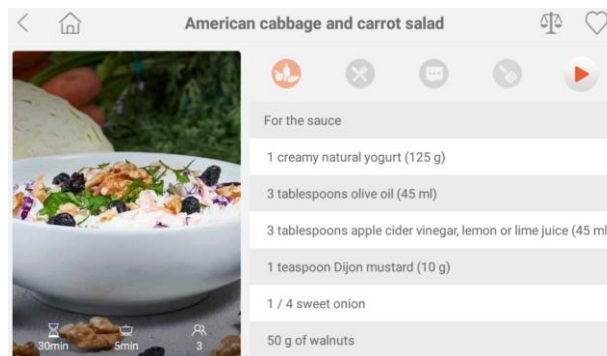 American cabbage and carrot salad
For the sauce
1 creamy natural yogurt (125 g)
3 tablespoons olive oil (45 ml)
3 tablespoons apple cider vinegar, lemon or lime juice (45 ml
1 teaspoon Dijon mustard (10 g)
1 / 4 sweet onion
50 g of walnuts
30min 5min 3